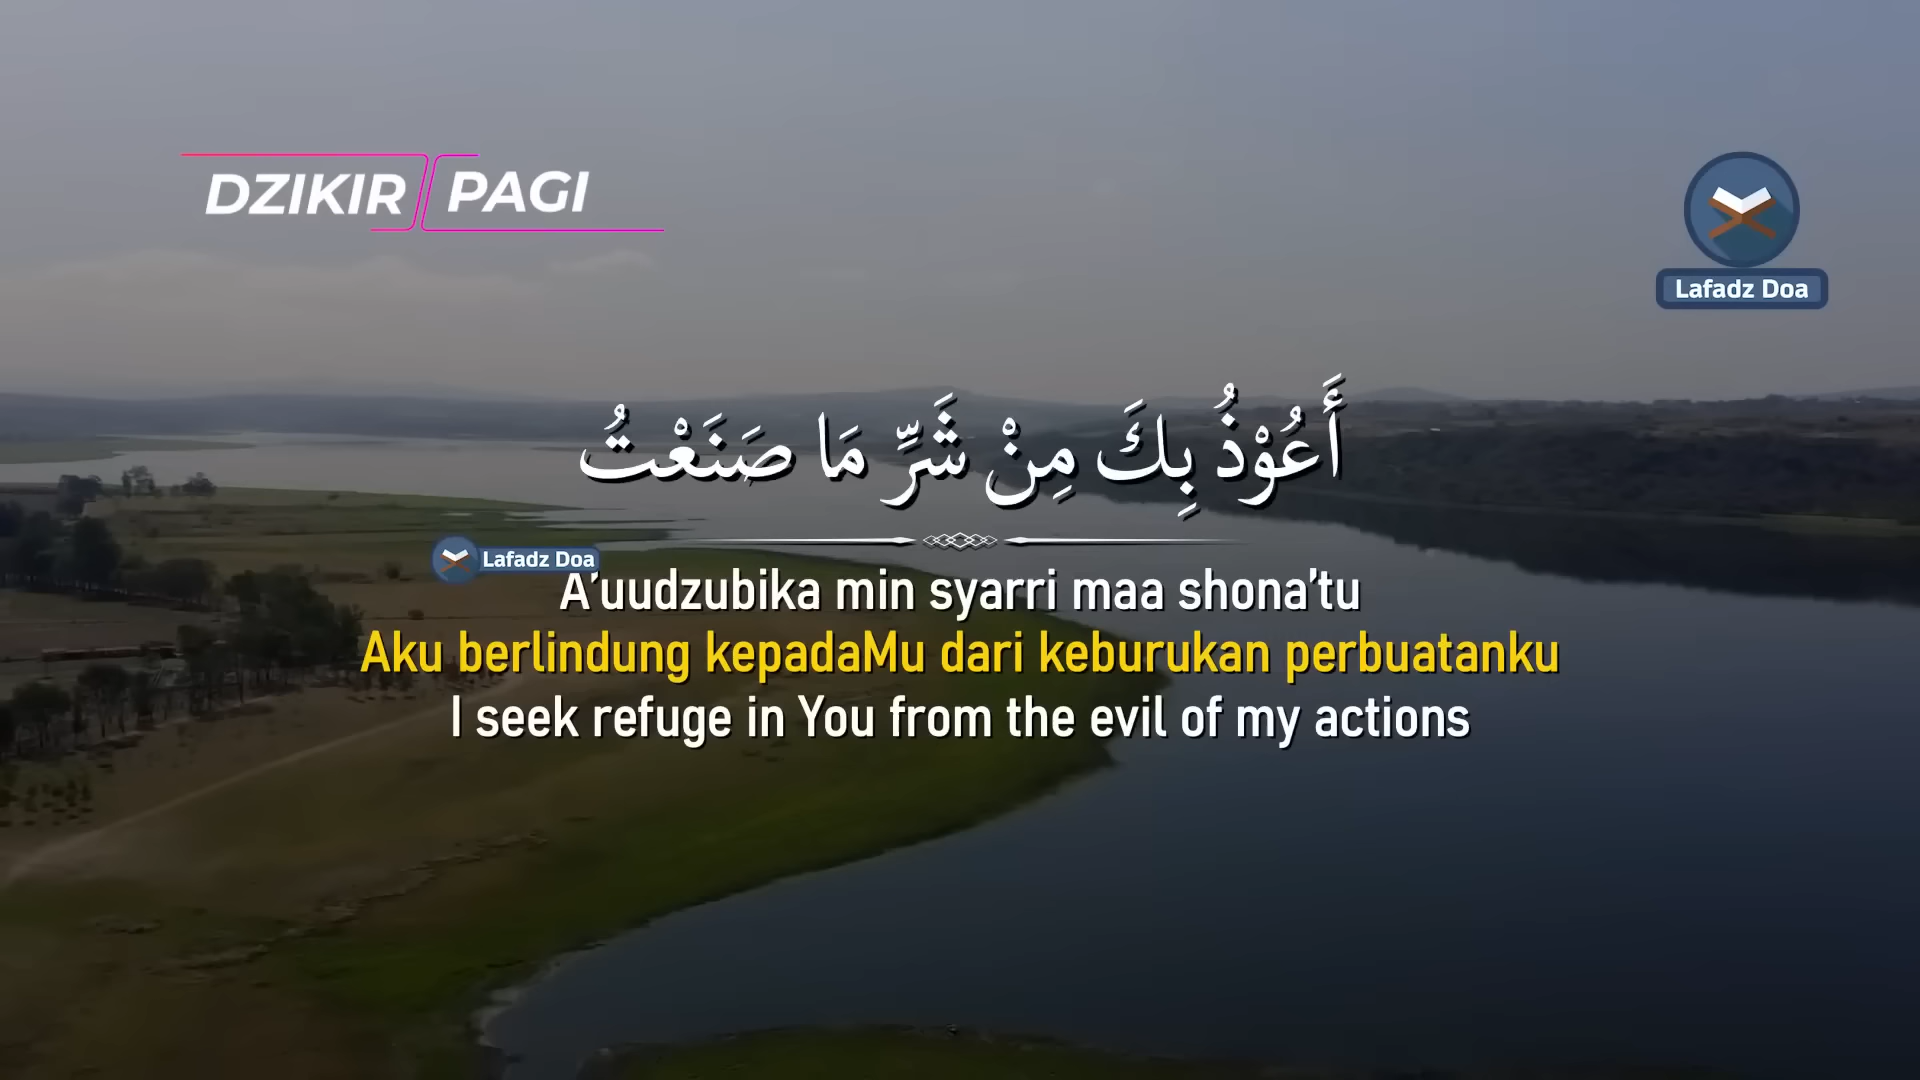 DZIKIR PAGI
Lafadz Doa
أَعُوْذُ بِكَ مِنْ شَرِّ مَا صَنَعْتُ
Lafadz Doa
A'uudzubika min syarri maa shona'tu
Aku berlindung kepadaMu dari keburukan perbuatanku
I seek refuge in You from the evil of my actions